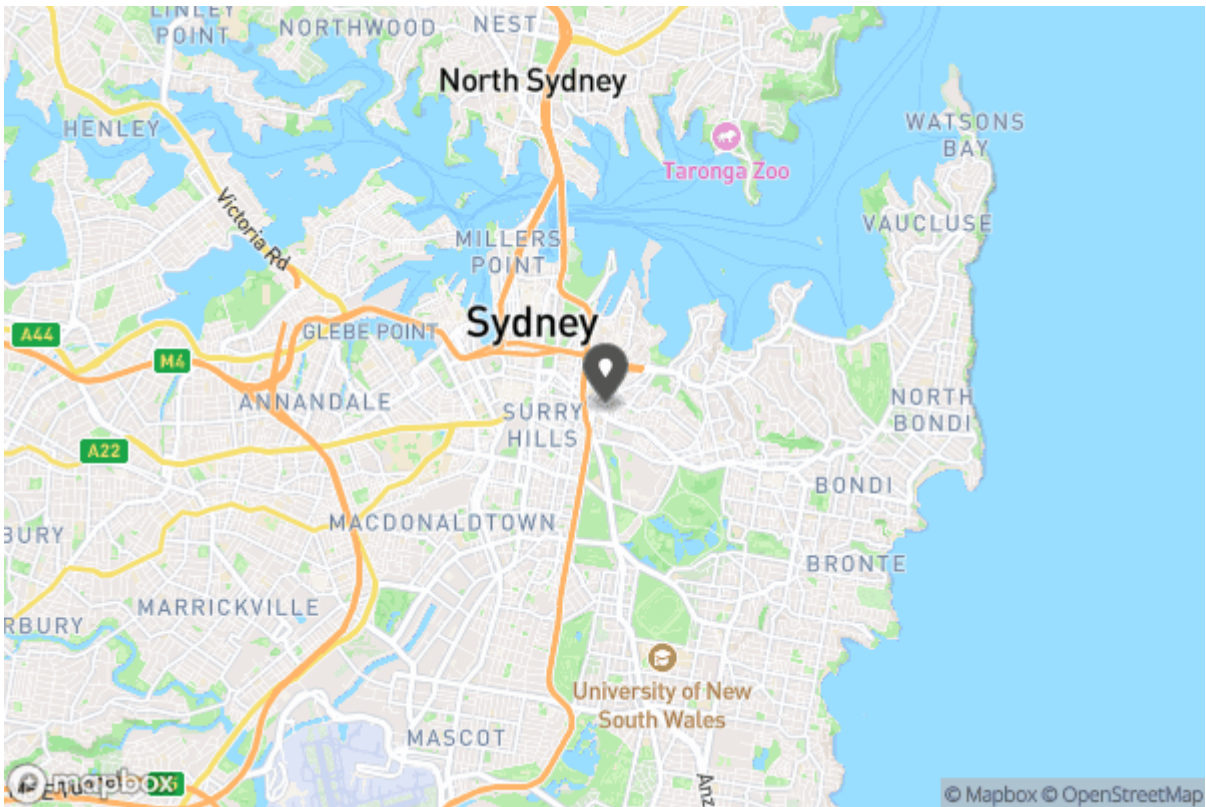 LINLEY
POINT
NORTHWOOD
NEST
North Sydney
HENLEY
WATSONS
BAY
Taronga Zoo
Victoria Rd
VAUCLUSE
MILLERS
POINT
Sydney
GLEBE POINT
A44
M4
ANNANDALE
SURRY
HILLS
NORTH
BONDI
A22
BONDI
MACDONALDTOWN
BURY
BRONTE
MARRICKVILLE
RBURY
University of New
South Wales
MASCOT
Anz
mapbox
© Mapbox © OpenStreetMap